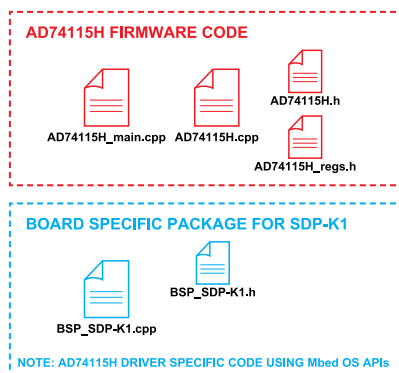 AD74115H FIRMWARE CODE
AD74115H_main.cpp
AD74115H.cpp
AD74115H.h
AD74115H_regs.h
BOARD SPECIFIC PACKAGE FOR SDP-K1
BSP_SDP-K1.cpp
BSP_SDP-K1.h
NOTE: AD74115H DRIVER SPECIFIC CODE USING Mbed OS APIs